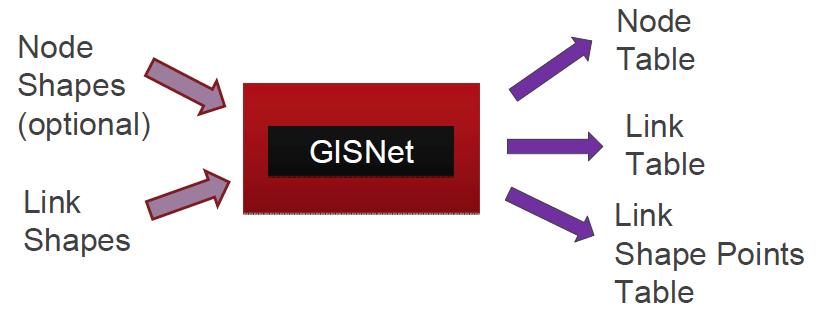 Node
Shapes
(optional)
Link
Shapes
GISNet
Node
Table
Link
Table
Link
Shape Points
Table